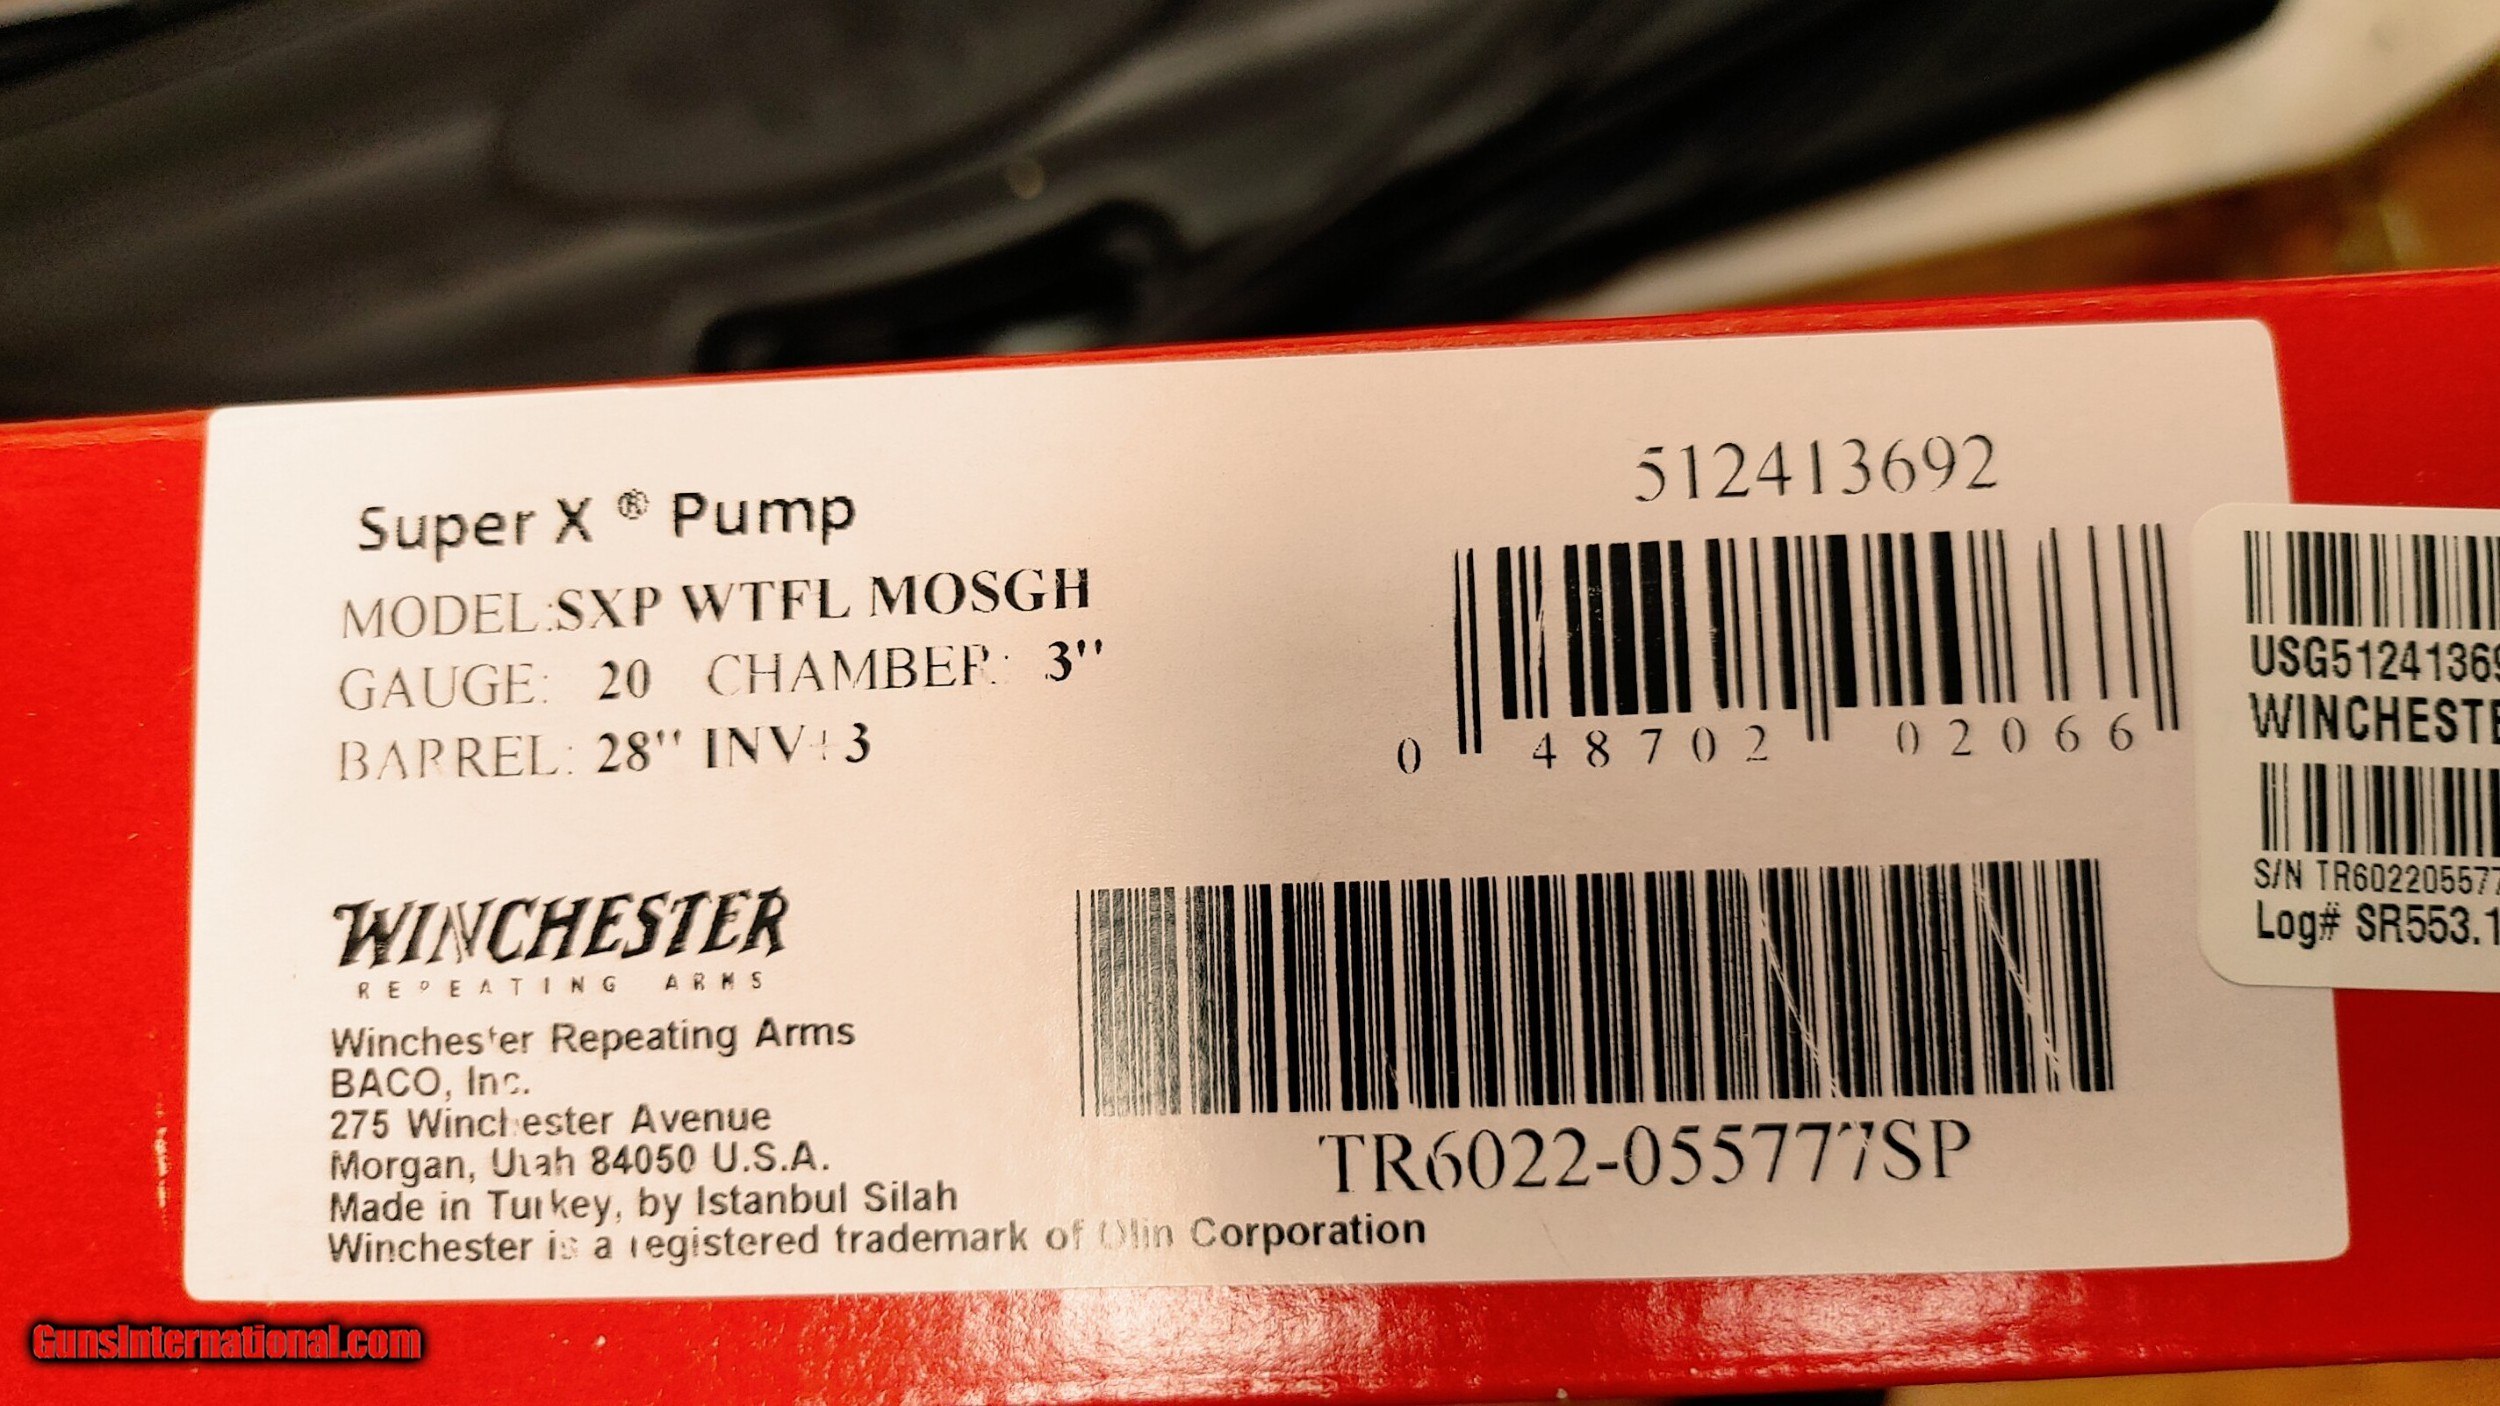 Super X ® Pump
MODEL:SXP WTFL MOSGH
GAUGE: 20 CHAMBER: 3"
BARREL: 28" INV+3
512413692
0 48702 02066
WINCHESTER
REPEATING ARMS
Winchester Repeating Arms
BACO, Inc.
275 Winchester Avenue
Morgan, Utah 84050 U.S.A.
Made in Turkey, by Istanbul Silah
Winchester is a registered trademark of Olin Corporation
TR6022-055777SP
USG51241369
WINCHESTE
S/N TR602205577
Log# SR553.1
GunsInternational.com